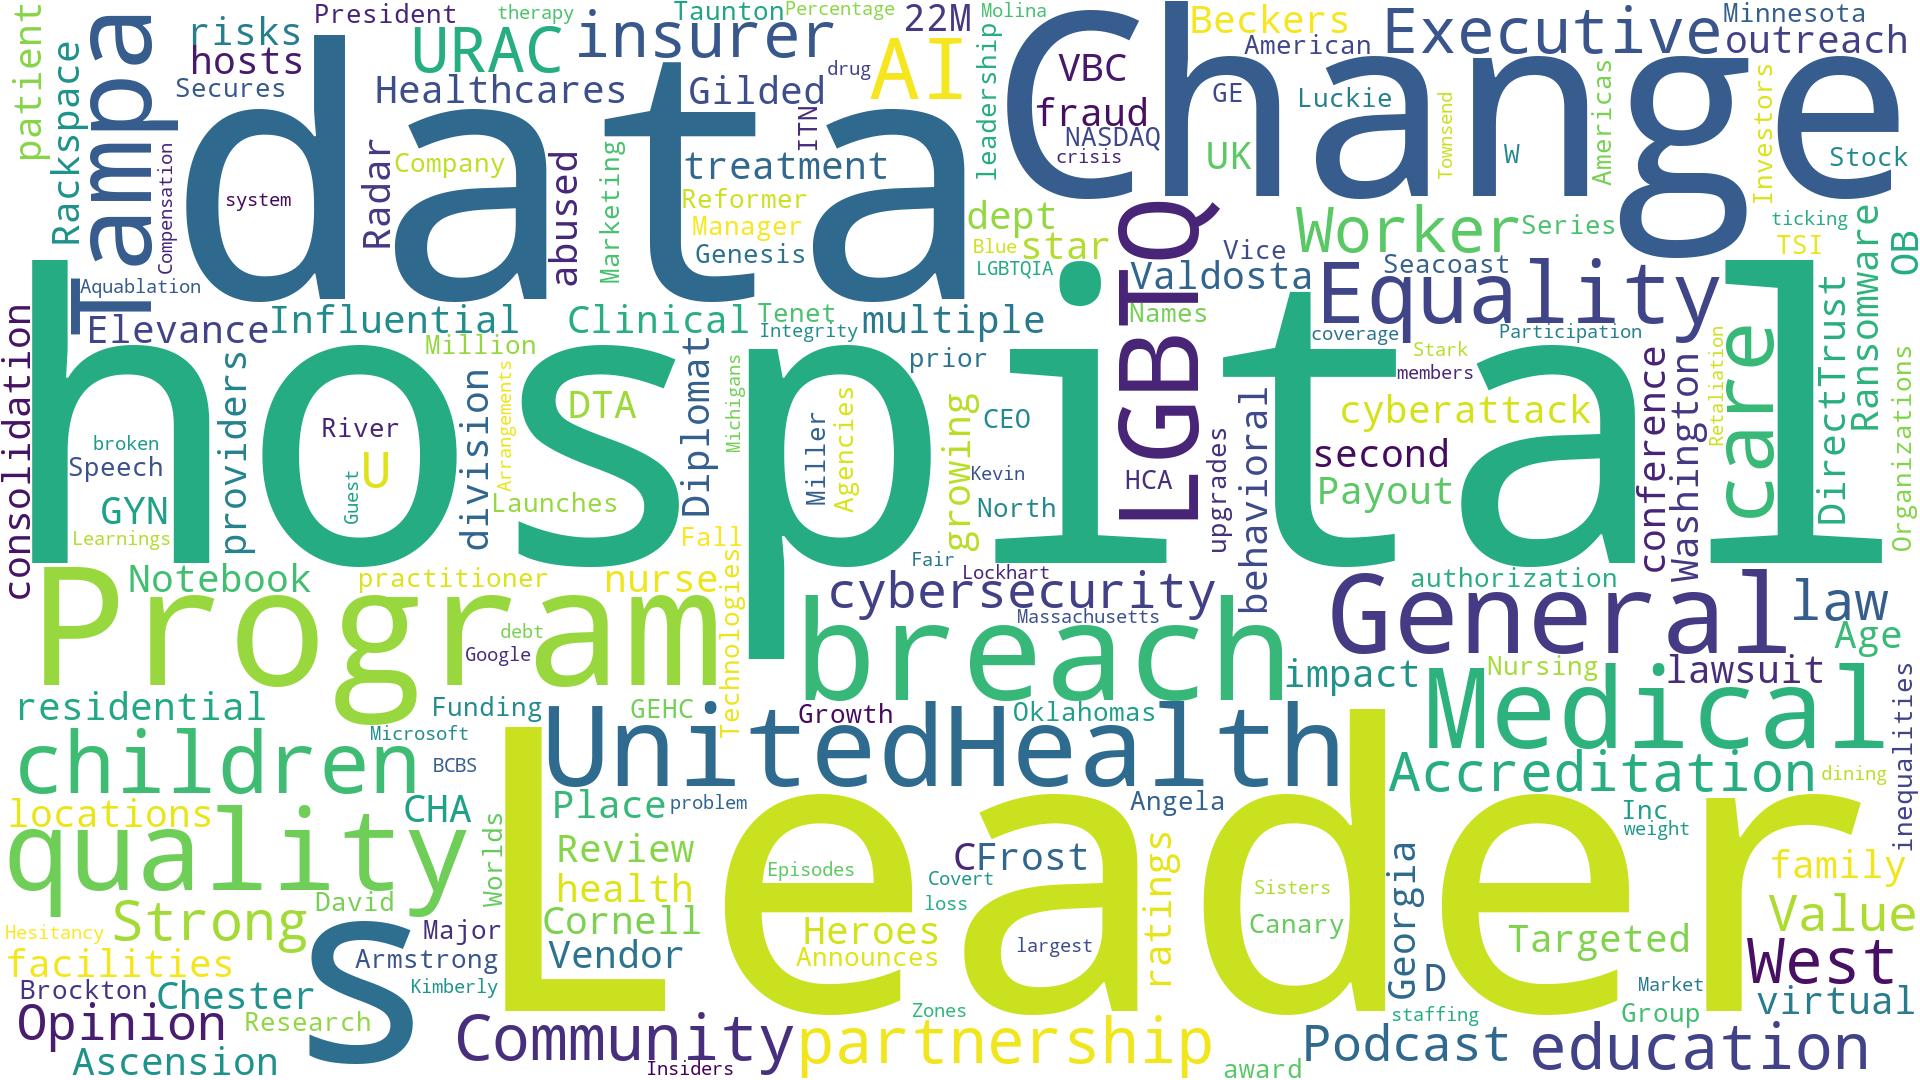 patient
Rackspace
Tampa
risks
hosts
Secures
President
therapy
URAC
insurer
Taunton
Percentage
22M
Molina
AI
drug
Healthcares
Gilded
ITN
leadership
data
Change
Beckers
American
Executive
Minnesota
outreach
VBC
fraud
NASDAQ
crisis
GE
UK
Luckie
Townsend
W
Americas
Investors
Stock
Compensation
system
Radar
Company
abused
Marketing
treatment
Reformer
Manager
Genesis
dept
Blue
star
LGBTQIA
LGBTQ
Worker
Series
ticking
TSI
Ransomware
OB
Vice
Valdosta
Seacoast
Equality
Aquablation
Elevance
Influential
Clinical
Tenet
Integrity
multiple
Names
coverage
Participation
Million
consolidation
providers
hospital
prior
Stark
members
care
Retaliation
DirectTrust
Organizations
River
U
Guest
division
Arrangements
DTA
Diplomat
Michigans
Miller
Agencies
growing
CEO
Kevin
North
HCA
upgrades
behavioral
cyberattack
second
Payout
conference
Washington
broken
Speech
GYN
Learnings
Launches
Fall
Technologies
Fair
Lockhart
Notebook
practitioner
nurse
cybersecurity
Massachusetts
authorization
General
law
Age
Program
debt
Google
breach
impact
Nursing
lawsuit
Medical
inequalities
residential
Funding
Microsoft
GEHC
Growth
Oklahomas
UnitedHealth
children
BCBS
Accreditation
dining
locations
CHA
Place
problem
Angela
Inc
weight
quality
Worlds
Review
health
Episodes
C
Frost
Covert
loss
ratings
Sisters
Canary
Georgia
family
Value
Leader
Strong
David
Cornell
Vendor
Heroes
Announces
largest
Targeted
West
Hesitancy
facilities
S
Major
Armstrong
Kimberly
D
Market
virtual
Brockton
Chester
Opinion
Research
Zones
staffing
Group
Ascension
Community
Insiders
partnership
award
Podcast
education